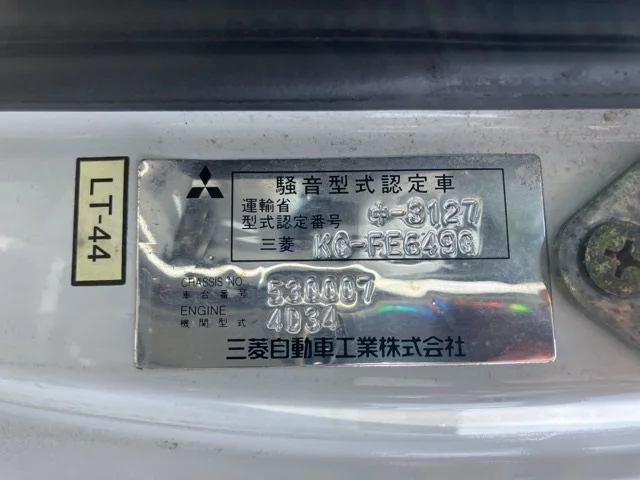 LT-44
騒音型式認定車
運輸省
型式認定番号 キ-3127
三菱 KC-FE649G
CHASSIS NO.
車台番号 530007
ENGINE
機関型式 4D34
三菱自動車工業株式会社